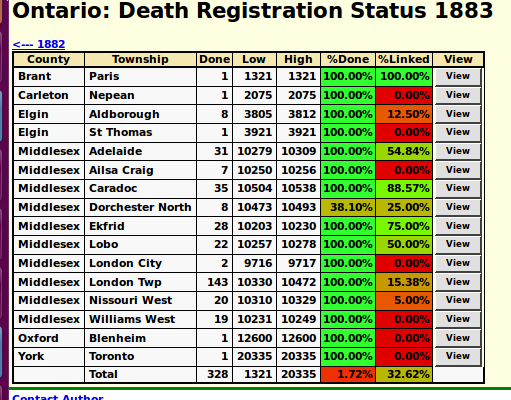 Ontario: Death Registration Status 1883
<--- 1882
County Township Done Low High %Done %Linked View
Brant Paris 1 1321 1321 100.00% 100.00% View
Carleton Nepean 1 2075 2075 100.00% 0.00% View
Elgin Aldborough 8 3805 3812 100.00% 12.50% View
Elgin St Thomas 1 3921 3921 100.00% 0.00% View
Middlesex Adelaide 31 10279 10309 100.00% 54.84% View
Middlesex Ailsa Craig 7 10250 10256 100.00% 0.00% View
Middlesex Caradoc 35 10504 10538 100.00% 88.57% View
Middlesex Dorchester North 8 10473 10493 38.10% 25.00% View
Middlesex Ekfrid 28 10203 10230 100.00% 75.00% View
Middlesex Lobo 22 10257 10278 100.00% 50.00% View
Middlesex London City 2 9716 9717 100.00% 0.00% View
Middlesex London Twp 143 10330 10472 100.00% 15.38% View
Middlesex Nissouri West 20 10310 10329 100.00% 5.00% View
Middlesex Williams West 19 10231 10249 100.00% 0.00% View
Oxford Blenheim 1 12600 12600 100.00% 0.00% View
York Toronto 1 20335 20335 100.00% 0.00% View
Total 328 1321 20335 1.72% 32.62%
Contact Author